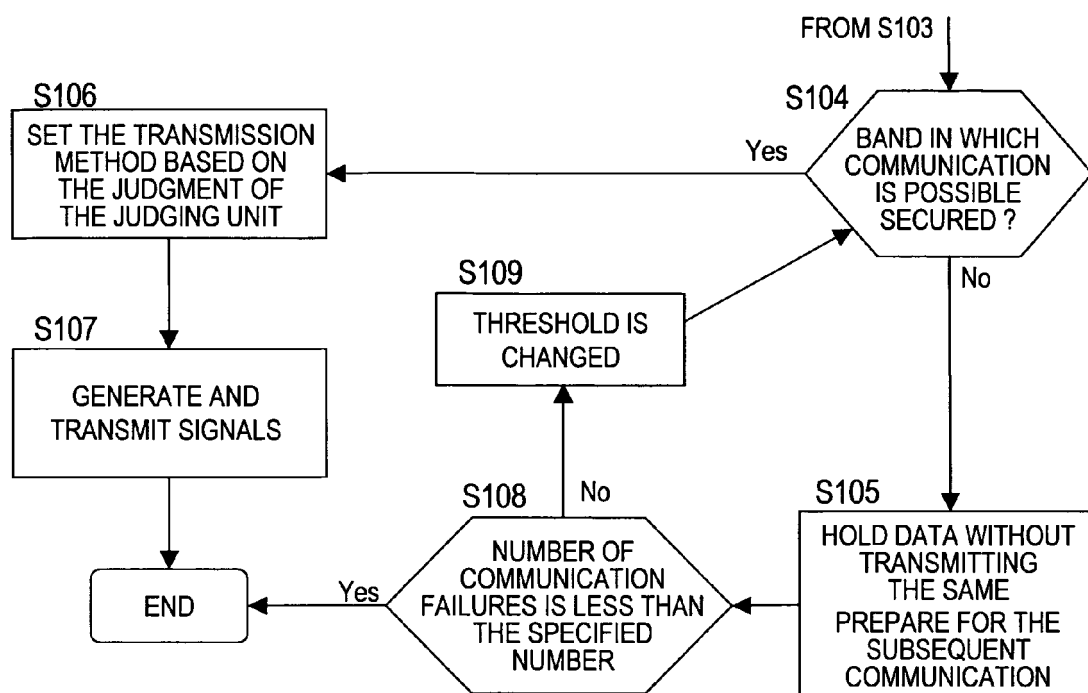 FROM S103
S104
BAND IN WHICH
COMMUNICATION
IS POSSIBLE
SECURED ?
Yes
No
S106
SET THE TRANSMISSION
METHOD BASED ON
THE JUDGMENT OF
THE JUDGING UNIT
S107
GENERATE AND
TRANSMIT SIGNALS
END
S109
THRESHOLD IS
CHANGED
S108
NUMBER OF
COMMUNICATION
FAILURES IS LESS THAN
THE SPECIFIED
NUMBER
No
Yes
S105
HOLD DATA WITHOUT
TRANSMITTING
THE SAME
PREPARE FOR THE
SUBSEQUENT
COMMUNICATION